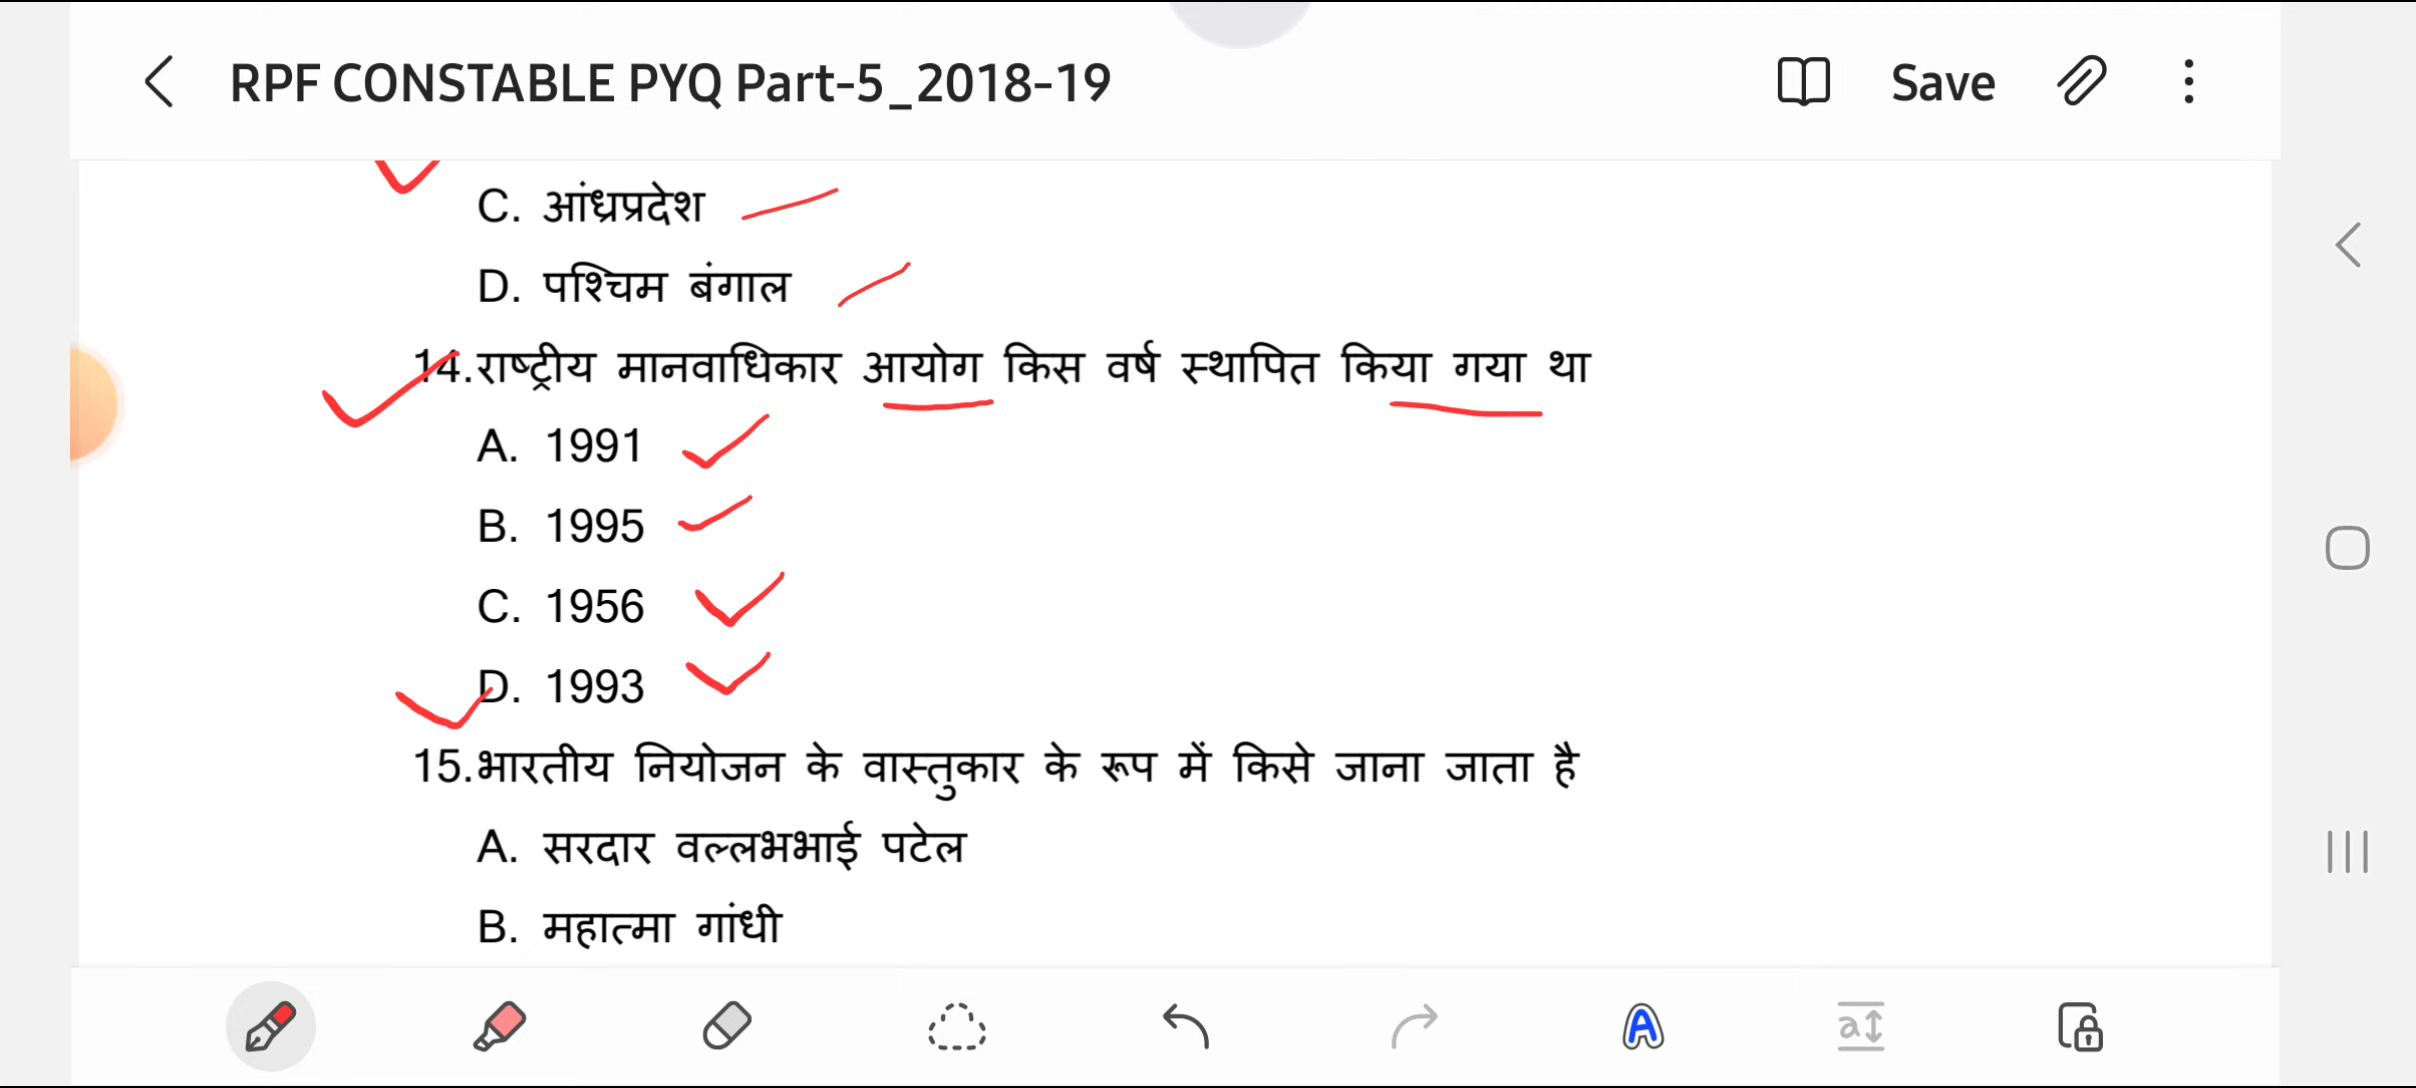 RPF CONSTABLE PYQ Part-5_2018-19
Save
C. आंध्रप्रदेश
D. पश्चिम बंगाल
14.राष्ट्रीय मानवाधिकार आयोग किस वर्ष स्थापित किया गया था
A. 1991
B. 1995
C. 1956
D. 1993
15.भारतीय नियोजन के वास्तुकार के रूप में किसे जाना जाता है
A. सरदार वल्लभभाई पटेल
B. महात्मा गांधी
A
a